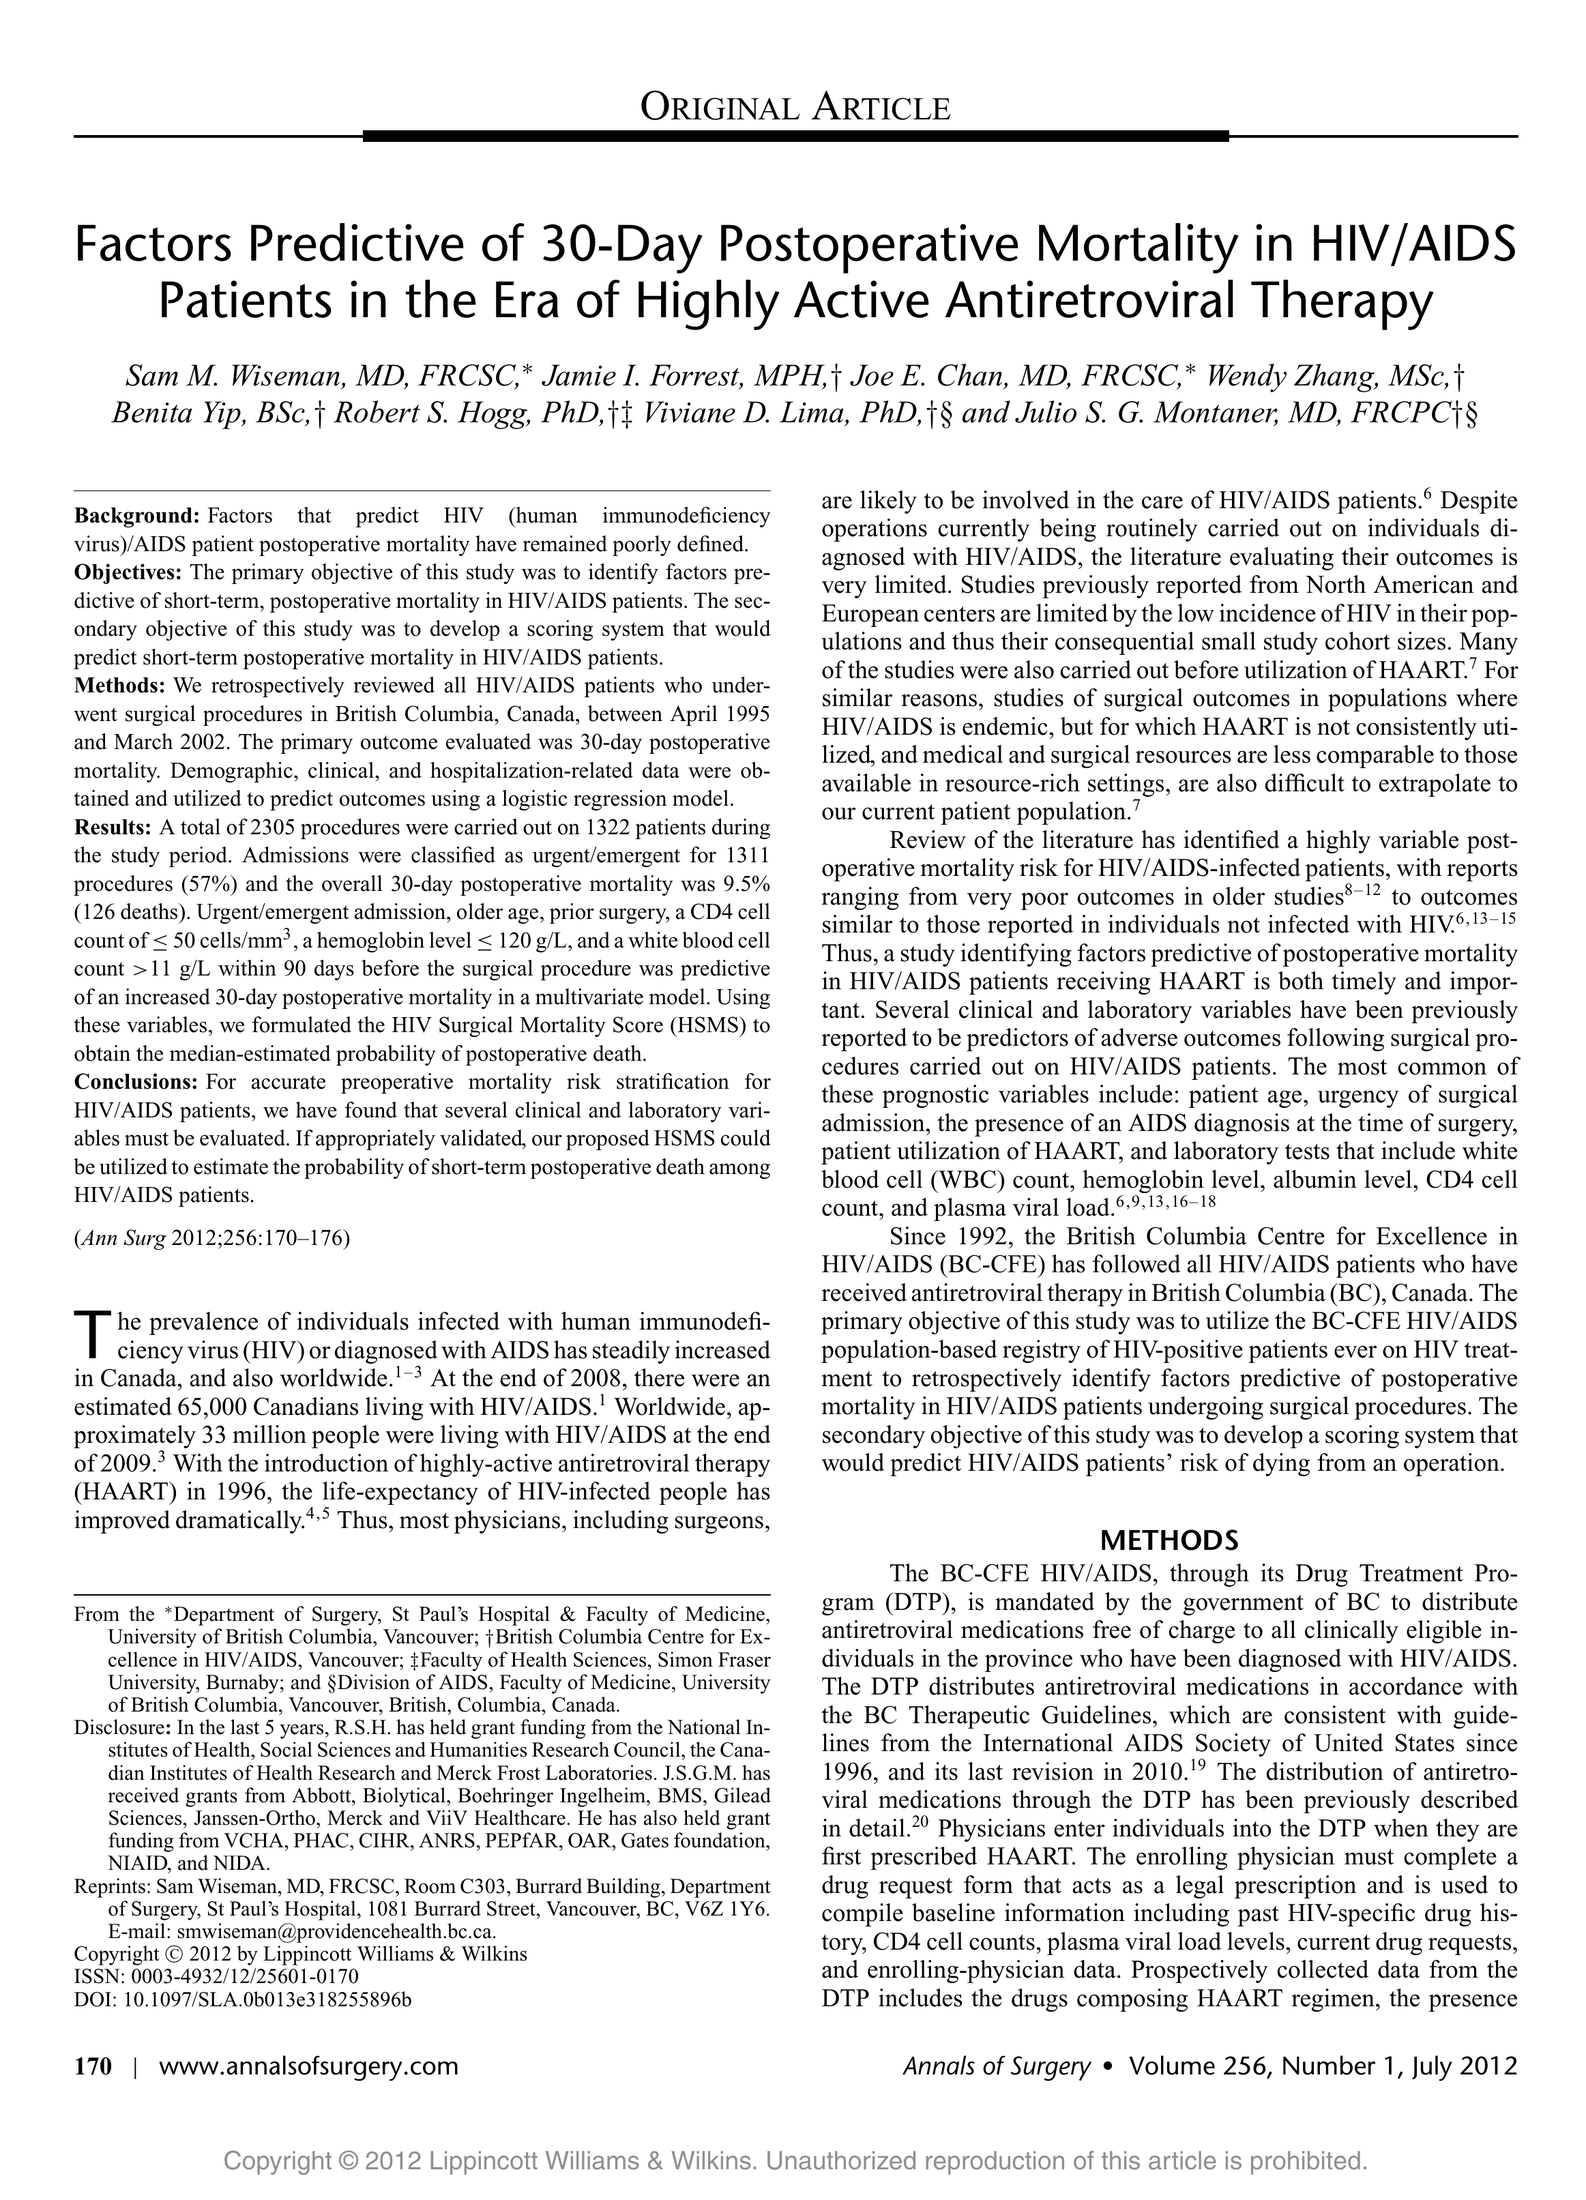 ORIGINAL ARTICLE
Factors Predictive of 30-Day Postoperative Mortality in HIV/AIDS
Patients in the Era of Highly Active Antiretroviral Therapy
Sam M. Wiseman, MD, FRCSC,* Jamie I. Forrest, MPH,† Joe E. Chan, MD, FRCSC,* Wendy Zhang, MSc,†
Benita Yip, BSc,† Robert S. Hogg, PhD,†‡ Viviane D. Lima, PhD,†§ and Julio S. G. Montaner, MD, FRCPC†§
Background: Factors that predict HIV (human immunodeficiency
virus)/AIDS patient postoperative mortality have remained poorly defined.
Objectives: The primary objective of this study was to identify factors pre-
dictive of short-term, postoperative mortality in HIV/AIDS patients. The sec-
ondary objective of this study was to develop a scoring system that would
predict short-term postoperative mortality in HIV/AIDS patients.
Methods: We retrospectively reviewed all HIV/AIDS patients who under-
went surgical procedures in British Columbia, Canada, between April 1995
and March 2002. The primary outcome evaluated was 30-day postoperative
mortality. Demographic, clinical, and hospitalization-related data were ob-
tained and utilized to predict outcomes using a logistic regression model.
Results: A total of 2305 procedures were carried out on 1322 patients during
the study period. Admissions were classified as urgent/emergent for 1311
procedures (57%) and the overall 30-day postoperative mortality was 9.5%
(126 deaths). Urgent/emergent admission, older age, prior surgery, a CD4 cell
count of ≤ 50 cells/mm³, a hemoglobin level ≤ 120 g/L, and a white blood cell
count >11 g/L within 90 days before the surgical procedure was predictive
of an increased 30-day postoperative mortality in a multivariate model. Using
these variables, we formulated the HIV Surgical Mortality Score (HSMS) to
obtain the median-estimated probability of postoperative death.
Conclusions: For accurate preoperative mortality risk stratification for
HIV/AIDS patients, we have found that several clinical and laboratory vari-
ables must be evaluated. If appropriately validated, our proposed HSMS could
be utilized to estimate the probability of short-term postoperative death among
HIV/AIDS patients.
(Ann Surg 2012;256:170–176)
The prevalence of individuals infected with human immunodefi-
ciency virus (HIV) or diagnosed with AIDS has steadily increased
in Canada, and also worldwide.1–3 At the end of 2008, there were an
estimated 65,000 Canadians living with HIV/AIDS.1 Worldwide, ap-
proximately 33 million people were living with HIV/AIDS at the end
of 2009.3 With the introduction of highly-active antiretroviral therapy
(HAART) in 1996, the life-expectancy of HIV-infected people has
improved dramatically.4,5 Thus, most physicians, including surgeons,
From the *Department of Surgery, St Paul's Hospital & Faculty of Medicine,
University of British Columbia, Vancouver; †British Columbia Centre for Ex-
cellence in HIV/AIDS, Vancouver; ‡Faculty of Health Sciences, Simon Fraser
University, Burnaby; and §Division of AIDS, Faculty of Medicine, University
of British Columbia, Vancouver, British, Columbia, Canada.
Disclosure: In the last 5 years, R.S.H. has held grant funding from the National In-
stitutes of Health, Social Sciences and Humanities Research Council, the Cana-
dian Institutes of Health Research and Merck Frost Laboratories. J.S.G.M. has
received grants from Abbott, Biolytical, Boehringer Ingelheim, BMS, Gilead
Sciences, Janssen-Ortho, Merck and ViiV Healthcare. He has also held grant
funding from VCHA, PHAC, CIHR, ANRS, PEPfAR, OAR, Gates foundation,
NIAID, and NIDA.
Reprints: Sam Wiseman, MD, FRCSC, Room C303, Burrard Building, Department
of Surgery, St Paul's Hospital, 1081 Burrard Street, Vancouver, BC, V6Z 1Y6.
E-mail: smwiseman@providencehealth.bc.ca.
Copyright © 2012 by Lippincott Williams & Wilkins
ISSN: 0003-4932/12/25601-0170
DOI: 10.1097/SLA.0b013e318255896b
are likely to be involved in the care of HIV/AIDS patients.6 Despite
operations currently being routinely carried out on individuals di-
agnosed with HIV/AIDS, the literature evaluating their outcomes is
very limited. Studies previously reported from North American and
European centers are limited by the low incidence of HIV in their pop-
ulations and thus their consequential small study cohort sizes. Many
of the studies were also carried out before utilization of HAART.7 For
similar reasons, studies of surgical outcomes in populations where
HIV/AIDS is endemic, but for which HAART is not consistently uti-
lized, and medical and surgical resources are less comparable to those
available in resource-rich settings, are also difficult to extrapolate to
our current patient population.7
Review of the literature has identified a highly variable post-
operative mortality risk for HIV/AIDS-infected patients, with reports
ranging from very poor outcomes in older studies8–12 to outcomes
similar to those reported in individuals not infected with HIV.6,13–15
Thus, a study identifying factors predictive of postoperative mortality
in HIV/AIDS patients receiving HAART is both timely and impor-
tant. Several clinical and laboratory variables have been previously
reported to be predictors of adverse outcomes following surgical pro-
cedures carried out on HIV/AIDS patients. The most common of
these prognostic variables include: patient age, urgency of surgical
admission, the presence of an AIDS diagnosis at the time of surgery,
patient utilization of HAART, and laboratory tests that include white
blood cell (WBC) count, hemoglobin level, albumin level, CD4 cell
count, and plasma viral load.6,9,13,16–18
Since 1992, the British Columbia Centre for Excellence in
HIV/AIDS (BC-CFE) has followed all HIV/AIDS patients who have
received antiretroviral therapy in British Columbia (BC), Canada. The
primary objective of this study was to utilize the BC-CFE HIV/AIDS
population-based registry of HIV-positive patients ever on HIV treat-
ment to retrospectively identify factors predictive of postoperative
mortality in HIV/AIDS patients undergoing surgical procedures. The
secondary objective of this study was to develop a scoring system that
would predict HIV/AIDS patients' risk of dying from an operation.
METHODS
The BC-CFE HIV/AIDS, through its Drug Treatment Pro-
gram (DTP), is mandated by the government of BC to distribute
antiretroviral medications free of charge to all clinically eligible in-
dividuals in the province who have been diagnosed with HIV/AIDS.
The DTP distributes antiretroviral medications in accordance with
the BC Therapeutic Guidelines, which are consistent with guide-
lines from the International AIDS Society of United States since
1996, and its last revision in 2010.19 The distribution of antiretro-
viral medications through the DTP has been previously described
in detail.20 Physicians enter individuals into the DTP when they are
first prescribed HAART. The enrolling physician must complete a
drug request form that acts as a legal prescription and is used to
compile baseline information including past HIV-specific drug his-
tory, CD4 cell counts, plasma viral load levels, current drug requests,
and enrolling-physician data. Prospectively collected data from the
DTP includes the drugs composing HAART regimen, the presence
170 | www.annalsofsurgery.com
Annals of Surgery • Volume 256, Number 1, July 2012
Copyright © 2012 Lippincott Williams & Wilkins. Unauthorized reproduction of this article is prohibited.